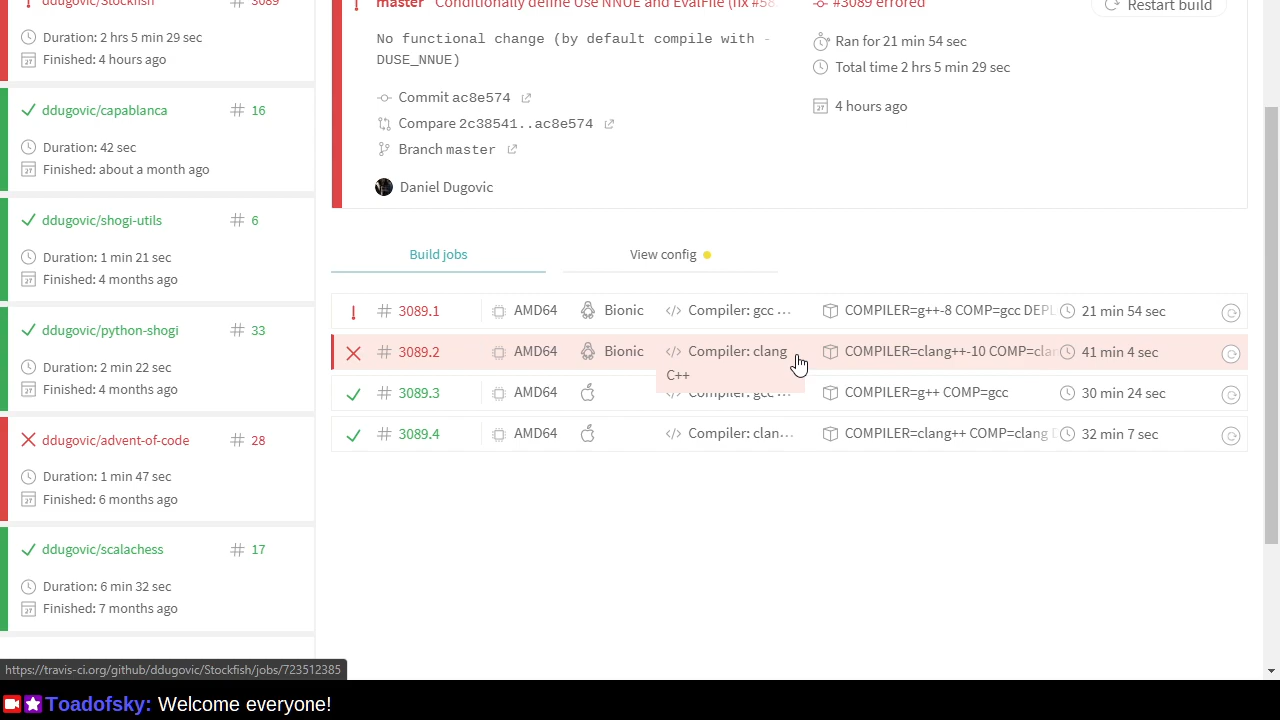 ddugovic/Stockfish # 3089
Duration: 2 hrs 5 min 29 sec
Finished: 4 hours ago
ddugovic/capablanca # 16
Duration: 42 sec
Finished: about a month ago
ddugovic/shogi-utils # 6
Duration: 1 min 21 sec
Finished: 4 months ago
ddugovic/python-shogi # 33
Duration: 2 min 22 sec
Finished: 4 months ago
ddugovic/advent-of-code # 28
Duration: 1 min 47 sec
Finished: 6 months ago
ddugovic/scalachess # 17
Duration: 6 min 32 sec
Finished: 7 months ago
master Conditionally define Use NNUE and EvalFile (fix #58
#3089 errored
Restart build
No functional change (by default compile with -
DUSE_NNUE)
Ran for 21 min 54 sec
Total time 2 hrs 5 min 29 sec
4 hours ago
Commit ac8e574
Compare 2c38541..ac8e574
Branch master
Daniel Dugovic
Build jobs
View config
! # 3089.1 AMD64 Bionic </> Compiler: gcc ... COMPILER=g++-8 COMP=gcc DEPL 21 min 54 sec
# 3089.2 AMD64 Bionic </> Compiler: clang COMPILER=clang++-10 COMP=clan 41 min 4 sec
C++
# 3089.3 AMD64 </> Compiler: gcc ... COMPILER=g++ COMP=gcc 30 min 24 sec
# 3089.4 AMD64 </> Compiler: clan... COMPILER=clang++ COMP=clang D 32 min 7 sec
https://travis-ci.org/github/ddugovic/Stockfish/jobs/723512385
Toadofsky: Welcome everyone!